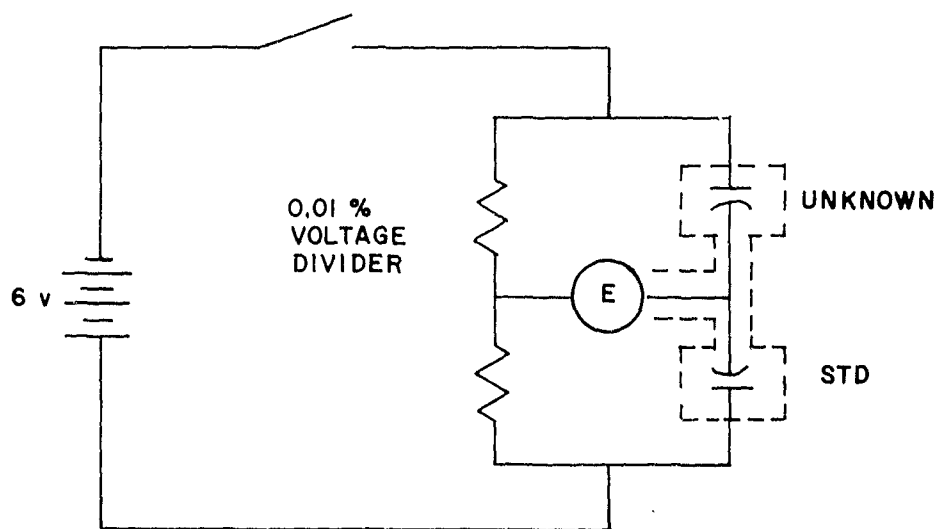 0.01 %
VOLTAGE
DIVIDER
UNKNOWN
6 v
E
STD